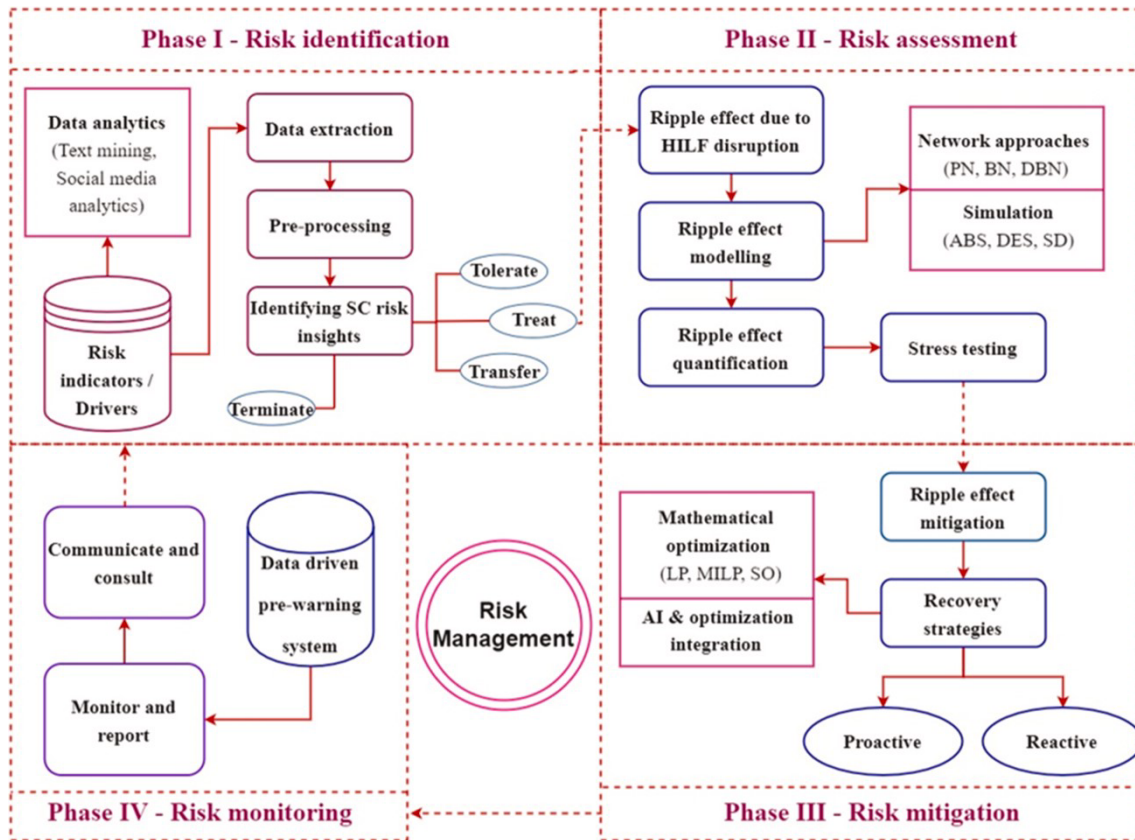 Phase I - Risk identification
Data analytics
(Text mining,
Social media
analytics)
Risk
indicators /
Drivers
Data extraction
Pre-processing
Identifying SC risk
insights
Tolerate
Treat
Transfer
Terminate
Phase II - Risk assessment
Ripple effect due to
HILF disruption
Ripple effect
modelling
Ripple effect
quantification
Network approaches
(PN, BN, DBN)
Simulation
(ABS, DES, SD)
Stress testing
Ripple effect
mitigation
Recovery
strategies
Mathematical
optimization
(LP, MILP, SO)
AI & optimization
integration
Proactive
Reactive
Phase III - Risk mitigation
Risk
Management
Data driven
pre-warning
system
Monitor and
report
Communicate and
consult
Phase IV - Risk monitoring